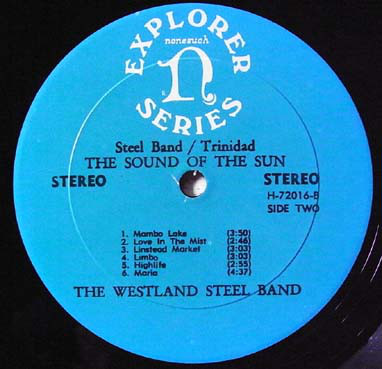 EXPLORER
nonesuch
n
SERIES
Steel Band / Trinidad
THE SOUND OF THE SUN
STEREO
STEREO
H-72016-B
SIDE TWO
1. Mambo Lake (3:50)
2. Love In The Mist (2:46)
3. Linstead Market (3:03)
4. Limbo (3:03)
5. Highlife (2:55)
6. Maria (4:37)
THE WESTLAND STEEL BAND